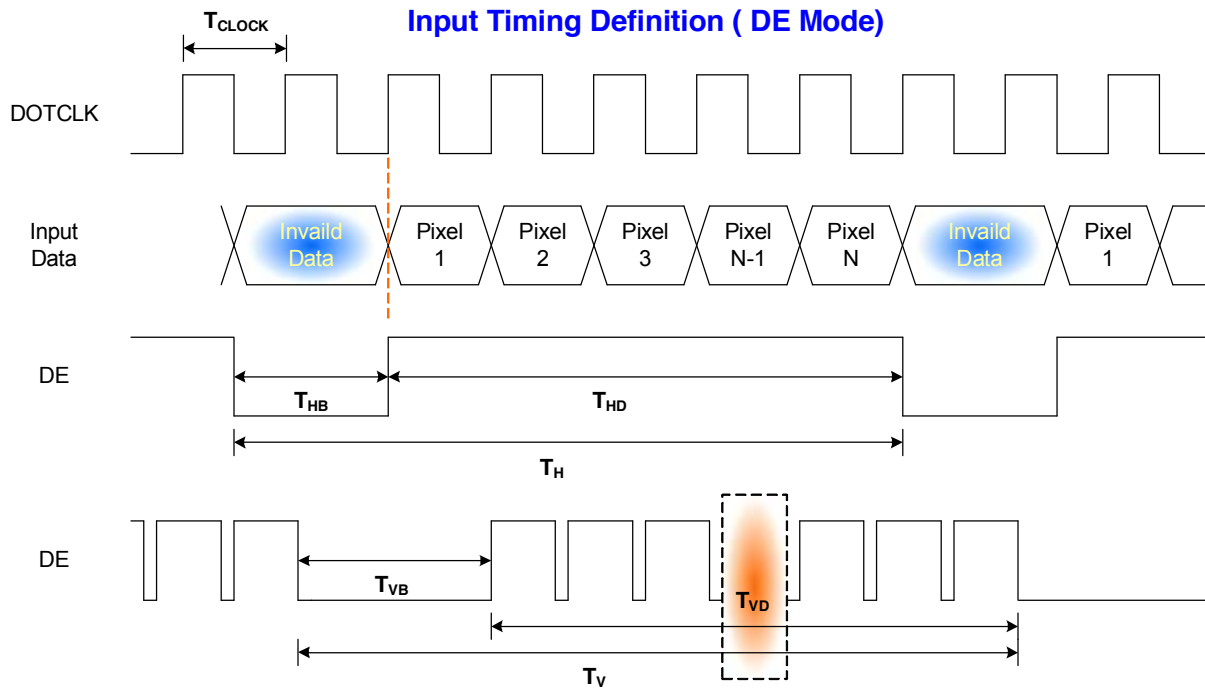 Input Timing Definition ( DE Mode)
TCLOCK
DOTCLK
Input
Data
Invaild
Data
Pixel
1
Pixel
2
Pixel
3
Pixel
N-1
Pixel
N
Invaild
Data
Pixel
1
DE
THB
THD
TH
DE
TVB
TVD
TV